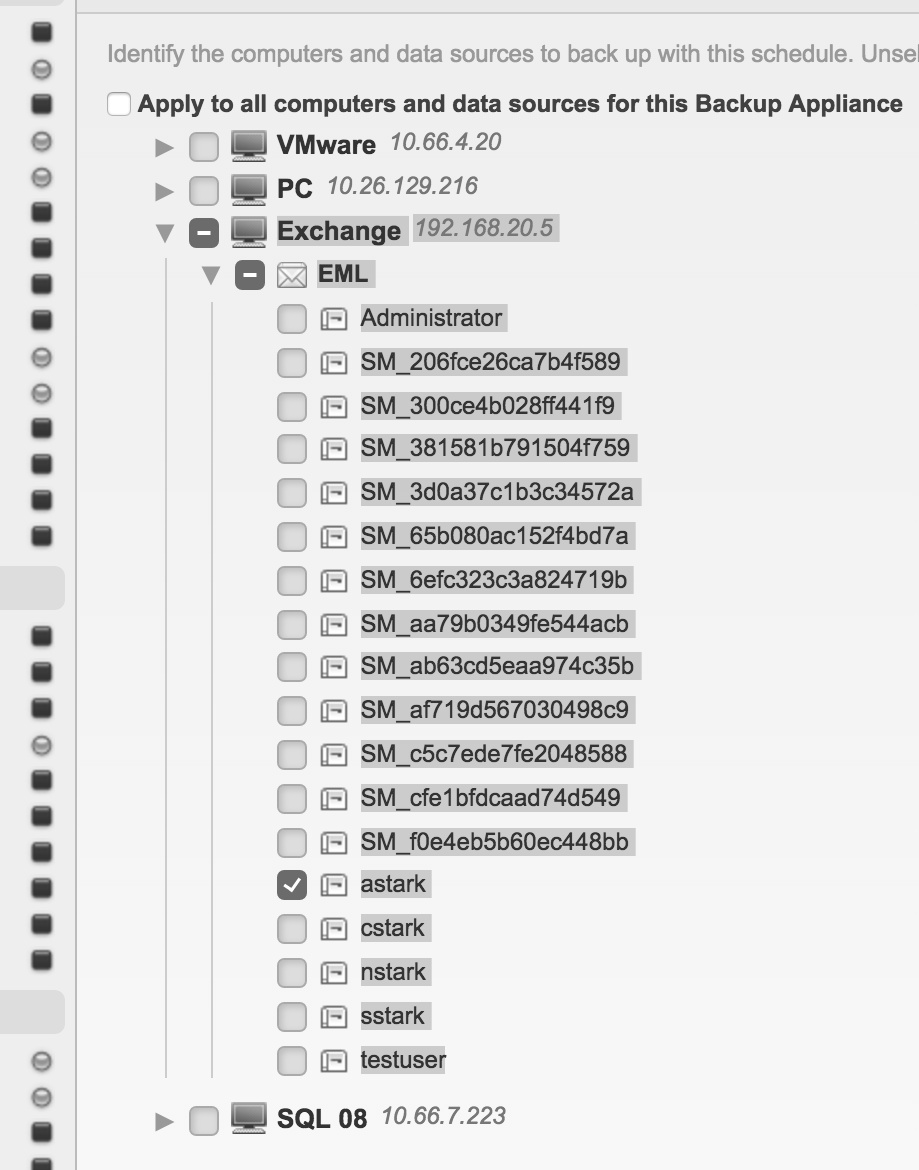 Identify the computers and data sources to back up with this schedule. Unsel
Apply to all computers and data sources for this Backup Appliance
VMware 10.66.4.20
PC 10.26.129.216
Exchange 192.168.20.5
EML
Administrator
SM_206fce26ca7b4f589
SM_300ce4b028ff441f9
SM_381581b791504f759
SM_3d0a37c1b3c34572a
SM_65b080ac152f4bd7a
SM_6efc323c3a824719b
SM_aa79b0349fe544acb
SM_ab63cd5eaa974c35b
SM_af719d567030498c9
SM_c5c7ede7fe2048588
SM_cfe1bfdcaad74d549
SM_f0e4eb5b60ec448bb
astark
cstark
nstark
sstark
testuser
SQL 08 10.66.7.223